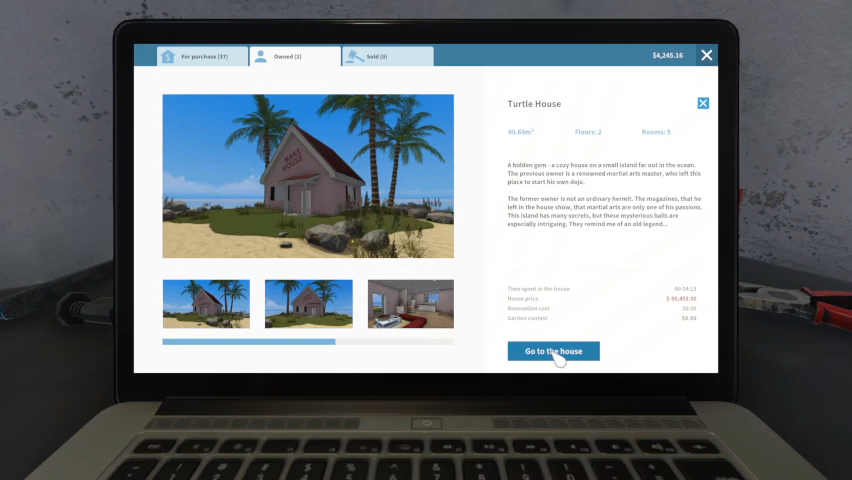 For purchase (37)
Owned (2)
Sold (0)
$4,245.16
Turtle House
90.69m²
Floors: 2
Rooms: 5
A hidden gem - a cozy house on a small island far out in the ocean.
The previous owner is a renowned martial arts master, who left this
place to start his own dojo.
The former owner is not an ordinary hermit. The magazines, that he
left in the house show, that martial arts are only one of his passions.
This island has many secrets, but these mysterious balls are
especially intriguing. They remind me of an old legend...
Time spent in the house
00:34:13
House price
Renovation cost
$0.00
Garden contest
$0.00
Go to the house
HOUSE